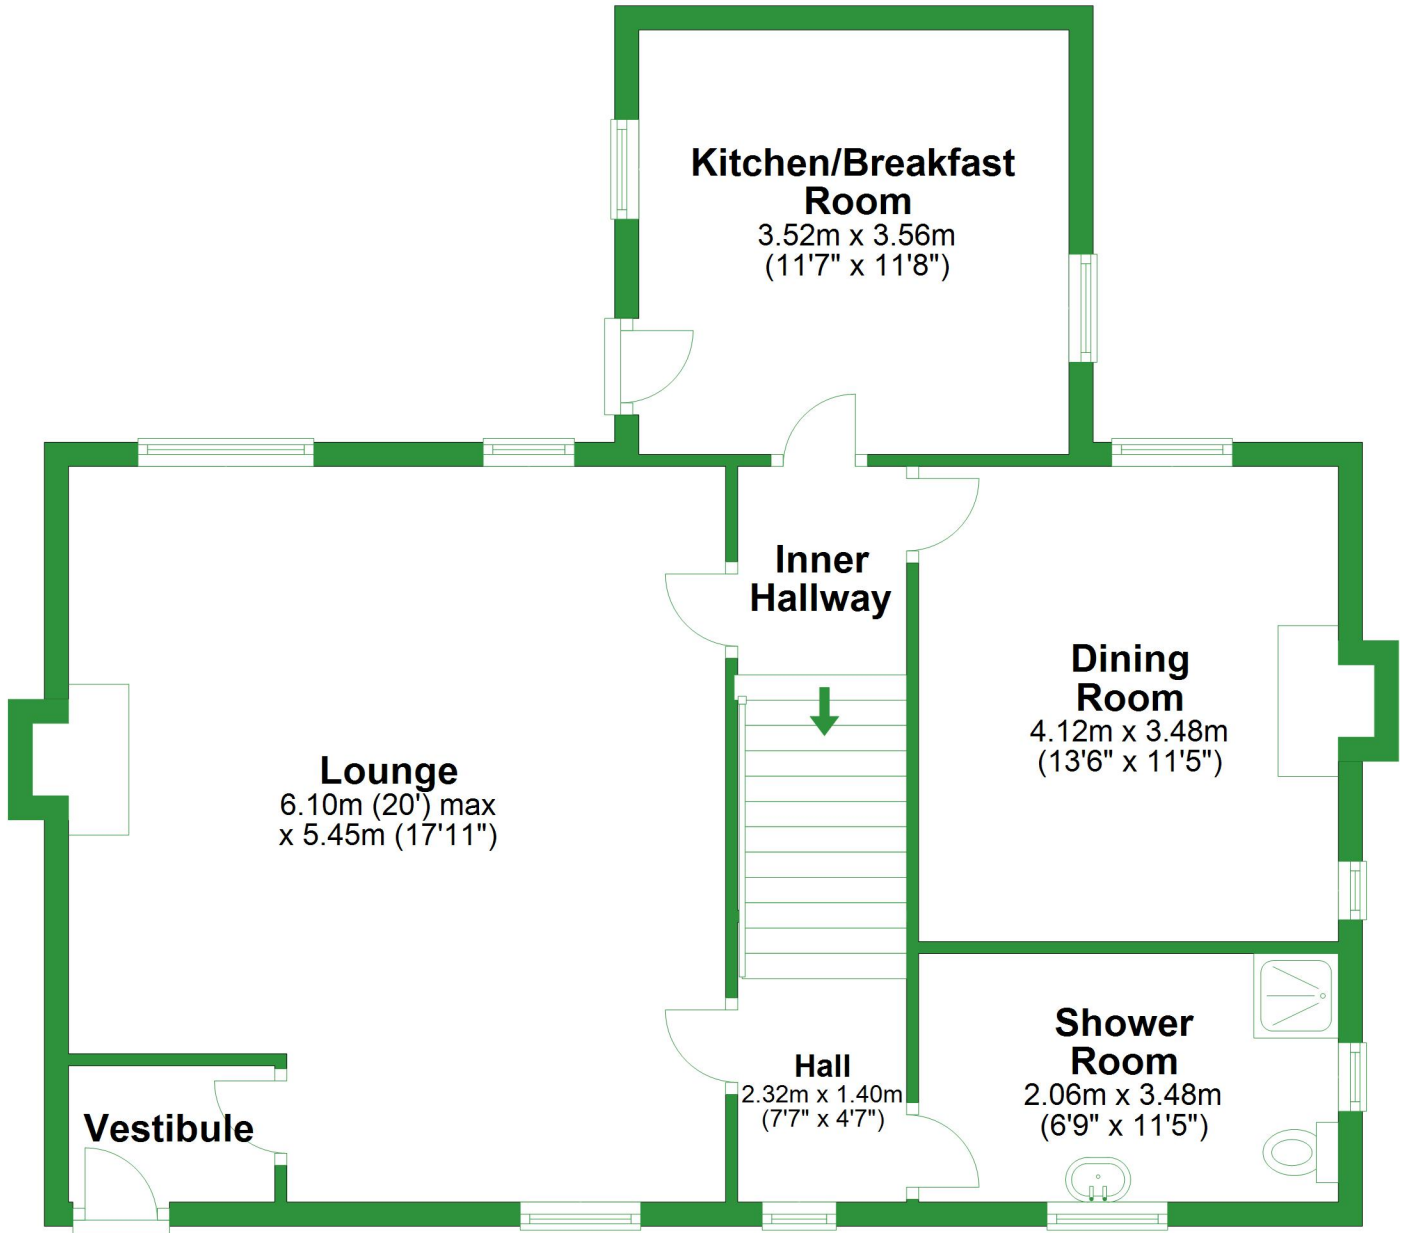 Kitchen/Breakfast
Room
3.52m x 3.56m
(11'7" x 11'8")
Inner
Hallway
Dining
Room
4.12m x 3.48m
(13'6" x 11'5")
Lounge
6.10m (20') max
x 5.45m (17'11")
Shower
Room
2.06m x 3.48m
(6'9" x 11'5")
Hall
2.32m x 1.40m
(7'7" x 4'7")
Vestibule